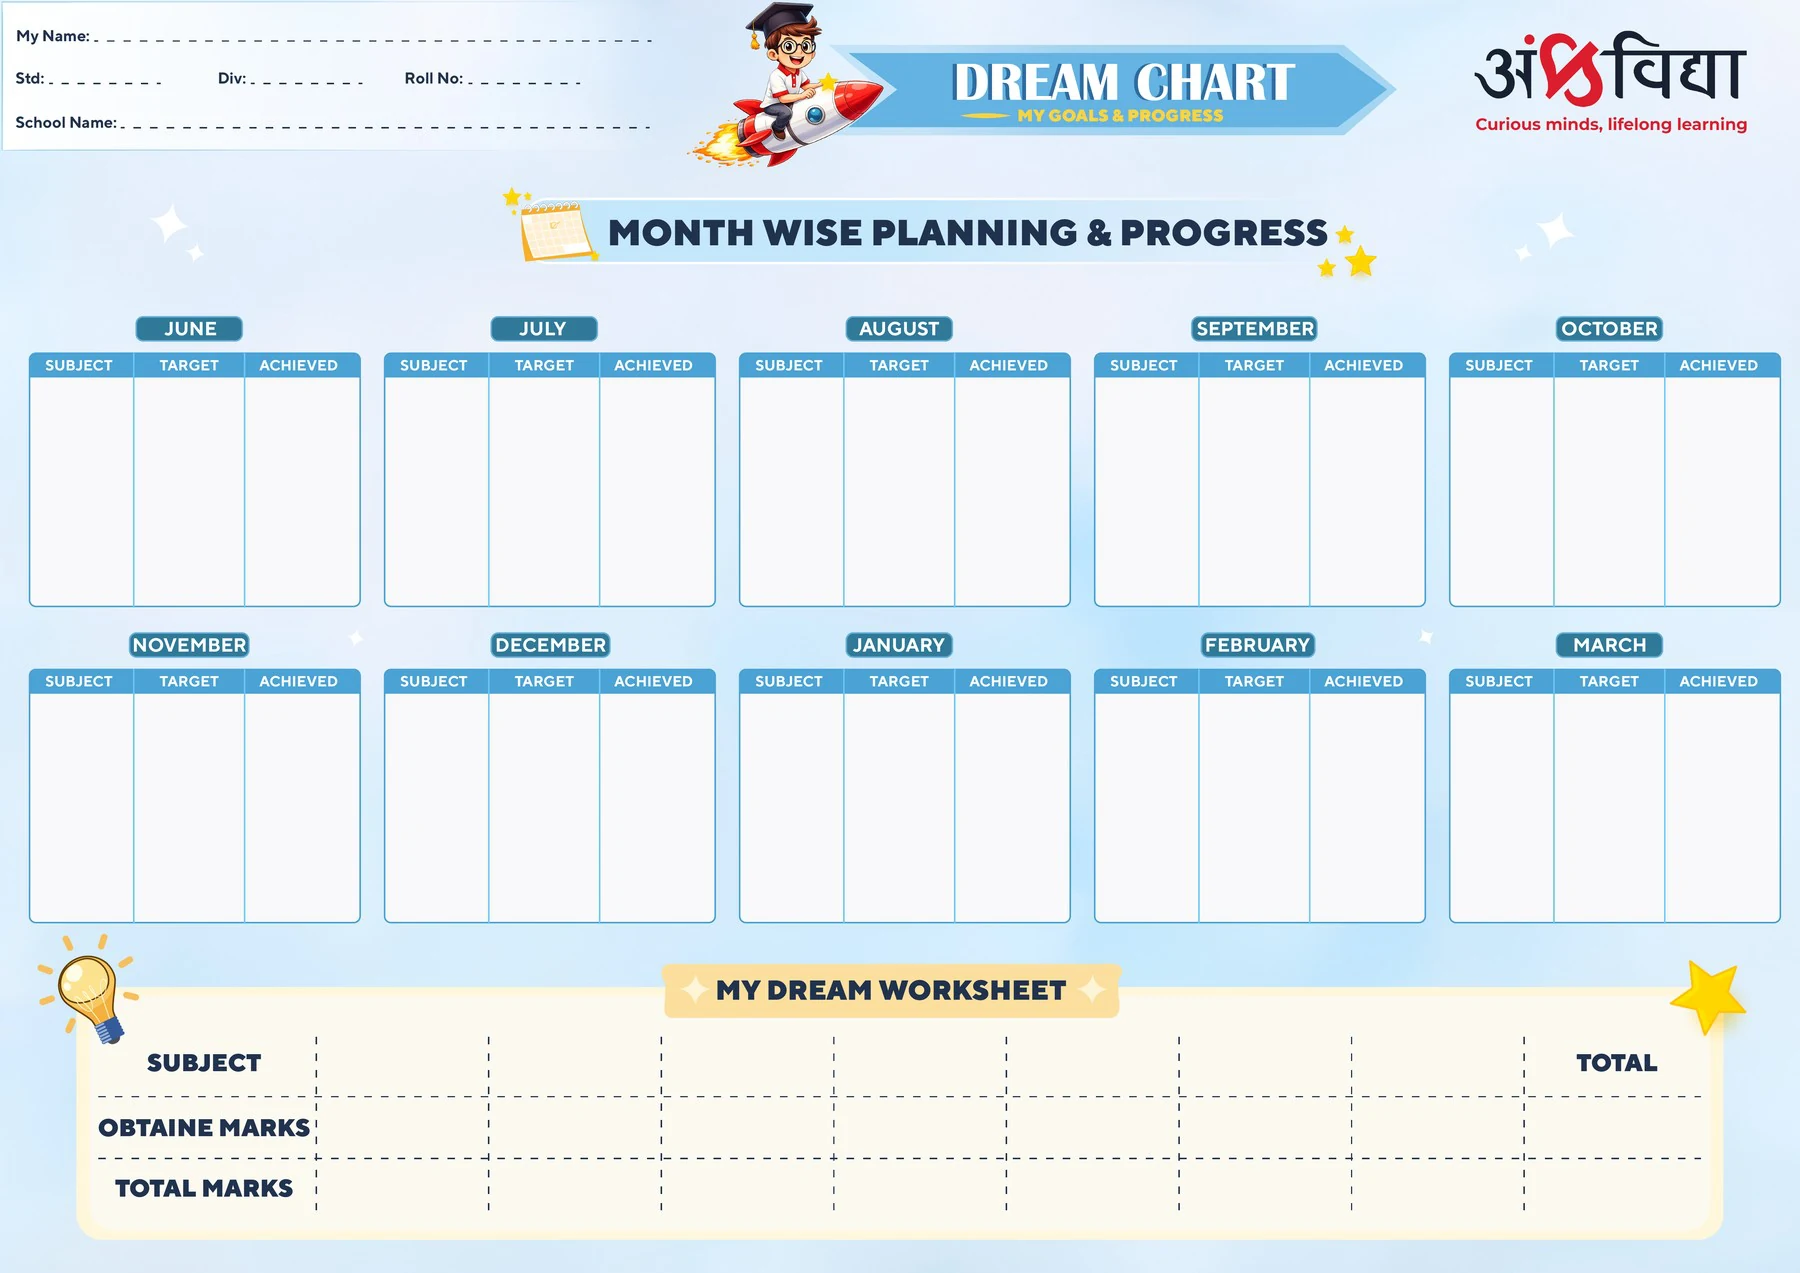 My Name:
Std: Div: Roll No:
School Name:
DREAM CHART
MY GOALS & PROGRESS
Curious minds, lifelong learning
MONTH WISE PLANNING & PROGRESS
JUNE JULY AUGUST SEPTEMBER OCTOBER
SUBJECT TARGET ACHIEVED SUBJECT TARGET ACHIEVED SUBJECT TARGET ACHIEVED SUBJECT TARGET ACHIEVED SUBJECT TARGET ACHIEVED
NOVEMBER DECEMBER JANUARY FEBRUARY MARCH
SUBJECT TARGET ACHIEVED SUBJECT TARGET ACHIEVED SUBJECT TARGET ACHIEVED SUBJECT TARGET ACHIEVED SUBJECT TARGET ACHIEVED
MY DREAM WORKSHEET
SUBJECT TOTAL
OBTAINE MARKS
TOTAL MARKS